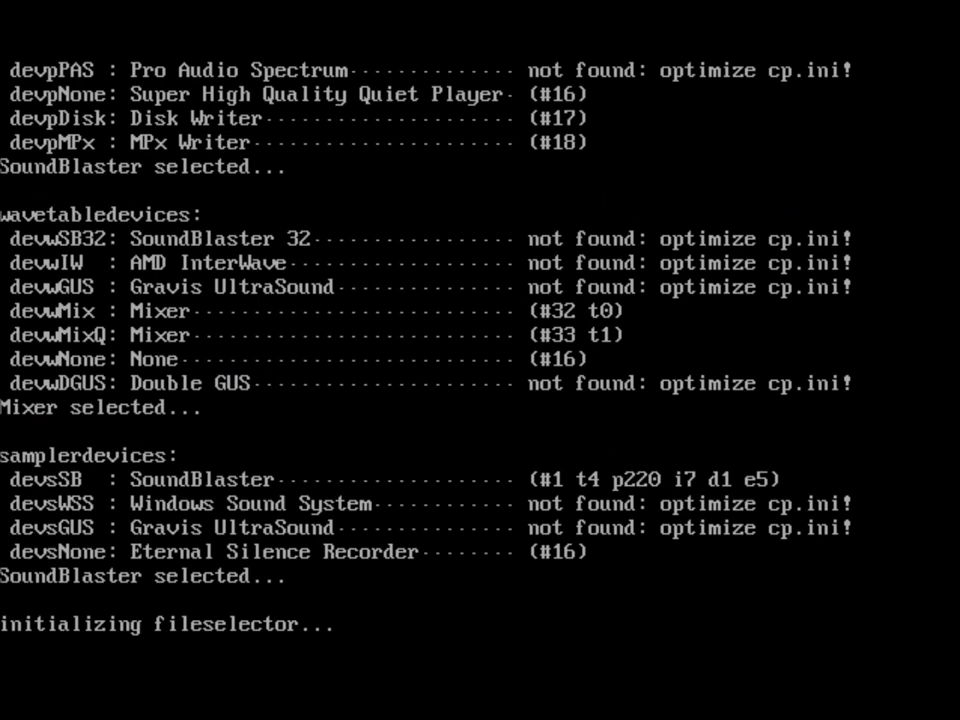 devpPAS : Pro Audio Spectrum·············· not found: optimize cp.ini!
devpNone: Super High Quality Quiet Player· (#16)
devpDisk: Disk Writer····················· (#17)
devpMPx : MPx Writer······················ (#18)
SoundBlaster selected...
wavetabledevices:
devwSB32: SoundBlaster 32················· not found: optimize cp.ini!
devwIW  : AMD InterWave··················· not found: optimize cp.ini!
devwGUS : Gravis UltraSound··············· not found: optimize cp.ini!
devwMix : Mixer··························· (#32 t0)
devwMixQ: Mixer··························· (#33 t1)
devwNone: None···························· (#16)
devwDGUS: Double GUS······················ not found: optimize cp.ini!
Mixer selected...
samplerdevices:
devsSB  : SoundBlaster···················· (#1 t4 p220 i7 d1 e5)
devsWSS : Windows Sound System············ not found: optimize cp.ini!
devsGUS : Gravis UltraSound··············· not found: optimize cp.ini!
devsNone: Eternal Silence Recorder········ (#16)
SoundBlaster selected...
initializing fileselector...